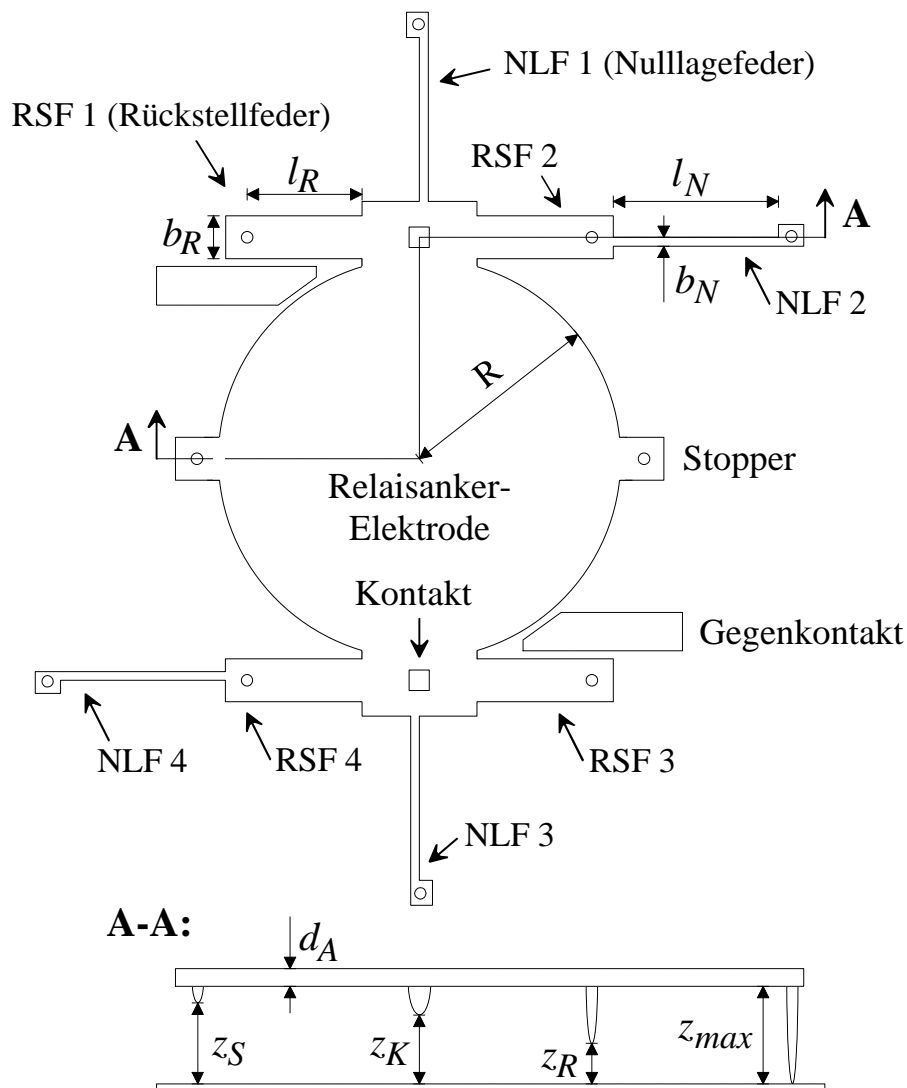 NLF 1 (Nulllagefeder)
RSF 1 (Rückstellfeder)
RSF 2
l_R
l_N
A
b_R
b_N
NLF 2
R
A
Stopper
Relaisanker-
Elektrode
Kontakt
Gegenkontakt
NLF 4
RSF 4
RSF 3
NLF 3
A-A:
d_A
z_S
z_K
z_R
z_max